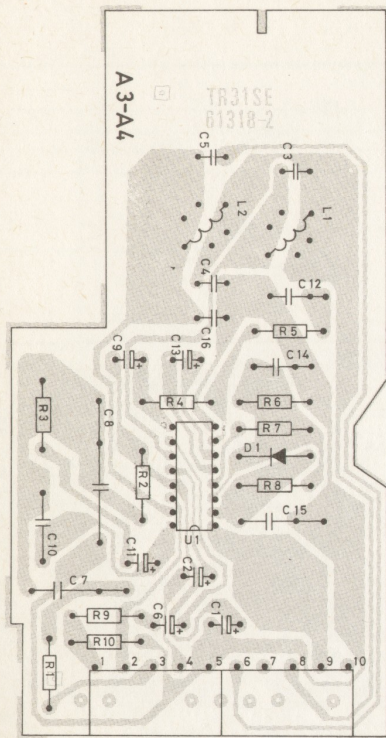 A3-A4
TR31SE
61318-2
C5
C3
L2
L1
C4
C12
C16
R5
C9
C13
C14
R3
C8
R4
R6
R7
D1
R2
R8
U1
C15
C10
C11
C2
C7
C6
C1
R9
R10
R1
1 2 3 4 5 6 7 8 9 10